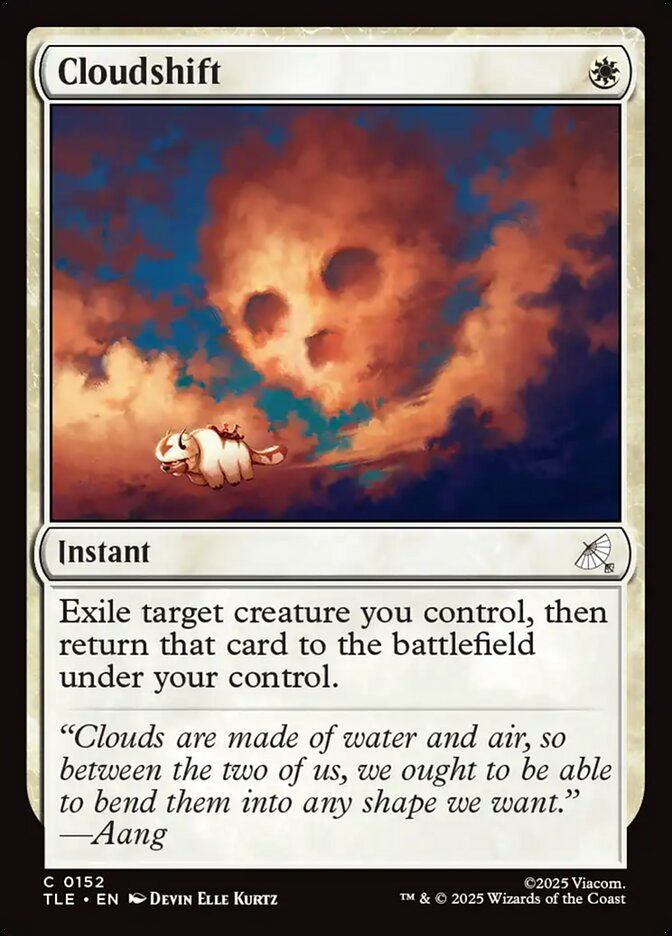 Cloudshift
Instant
Exile target creature you control, then
return that card to the battlefield
under your control.
“Clouds are made of water and air, so
between the two of us, we ought to be able
to bend them into any shape we want.”
—Aang
C 0152
TLE • EN Devin Elle Kurtz
©2025 Viacom.
™ & © 2025 Wizards of the Coast